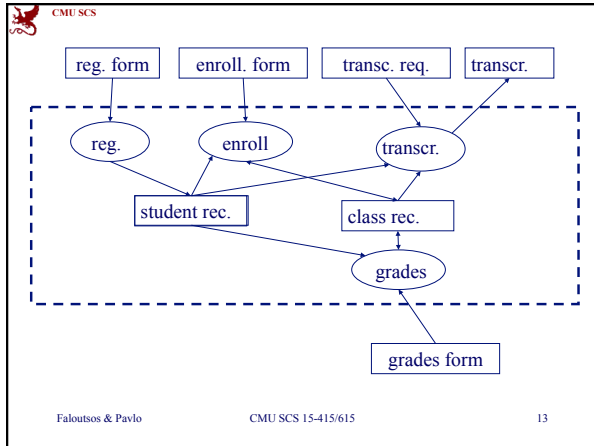 CMU SCS
reg. form
enroll. form
transc. req.
transcr.
reg.
enroll
transcr.
student rec.
class rec.
grades
grades form
Faloutsos & Pavlo
CMU SCS 15-415/615
13